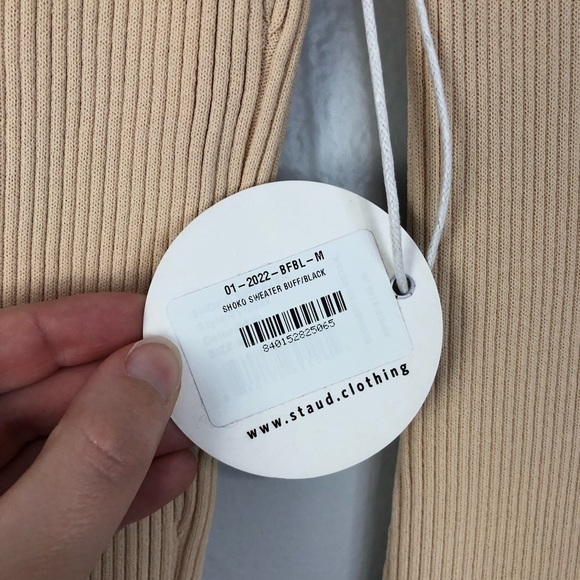 01-2022-BFBL-M
SHOKO SWEATER BUFF/BLACK
840152825065
www.staud.clothing